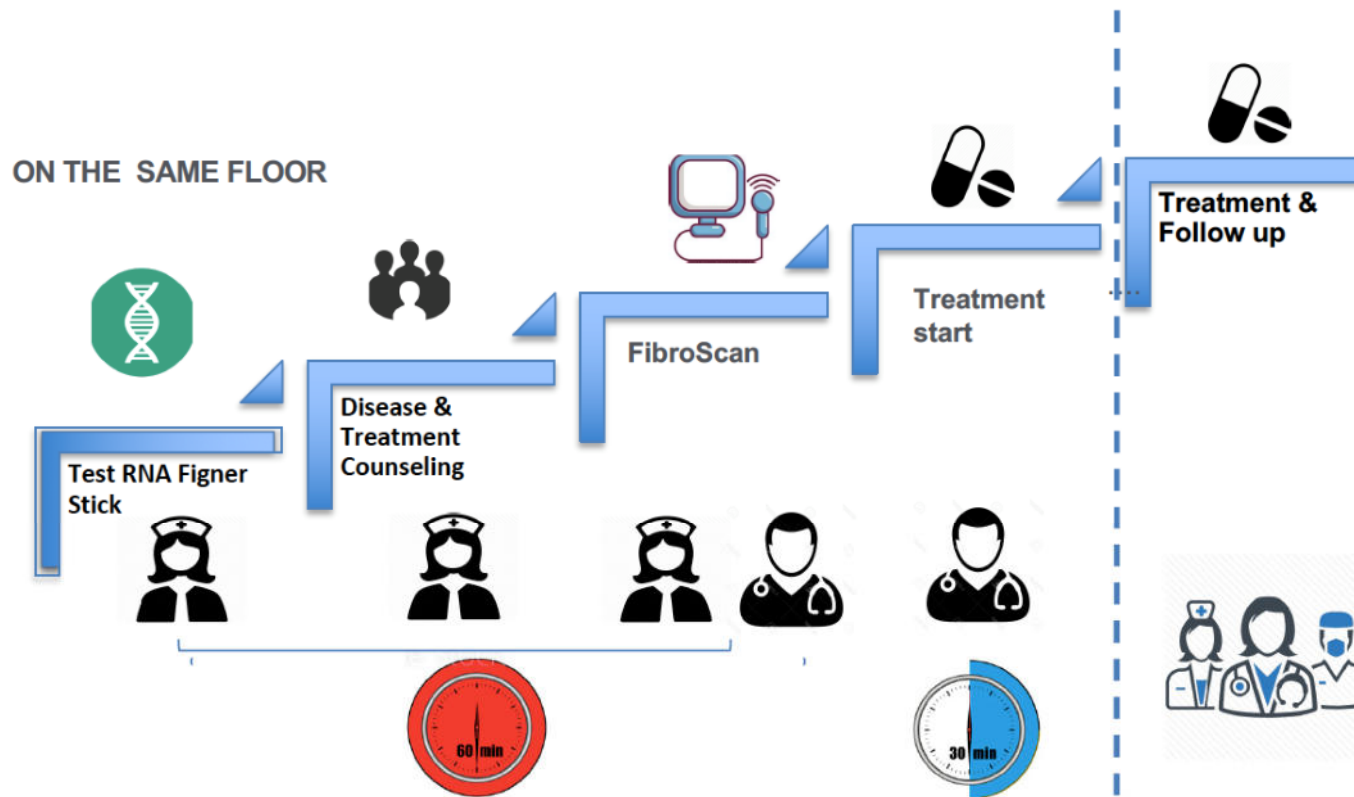 ON THE SAME FLOOR
Treatment &
Follow up
Treatment
start
FibroScan
Disease &
Treatment
Counseling
Test RNA Figner
Stick
60 min
30 min